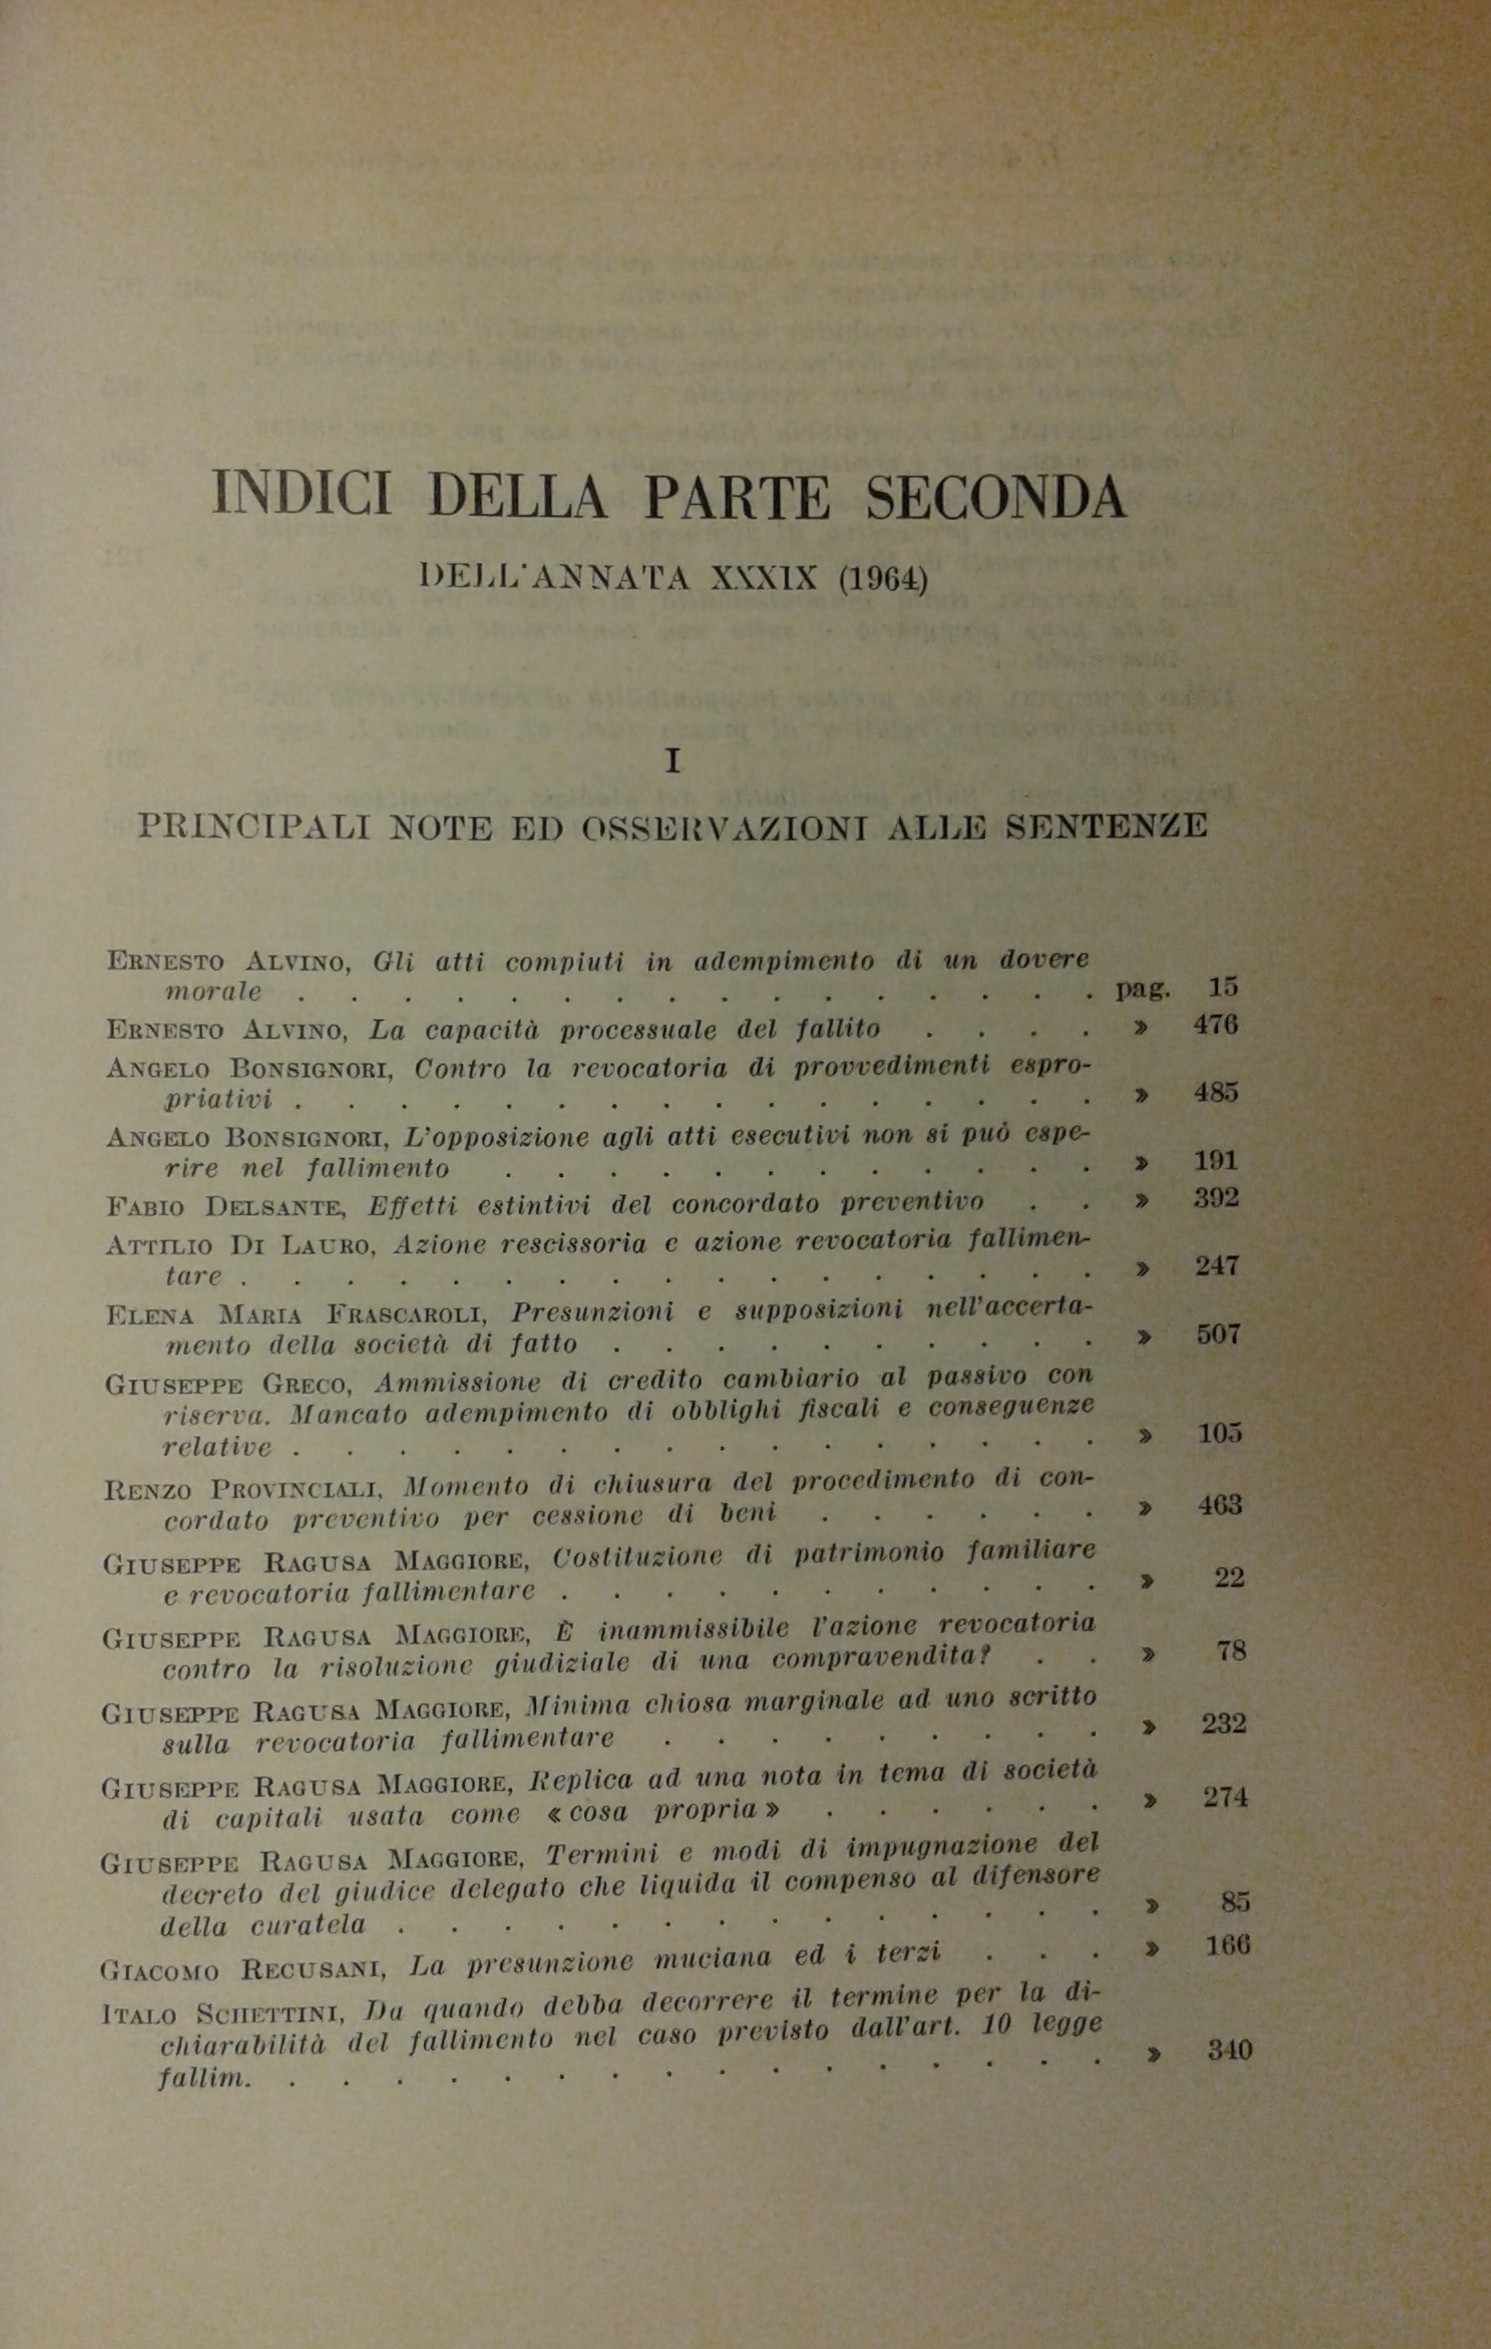 INDICI DELLA PARTE SECONDA
DELL'ANNATA XXXIX (1964)
I
PRINCIPALI NOTE ED OSSERVAZIONI ALLE SENTENZE
ERNESTO ALVINO, Gli atti compiuti in adempimento di un dovere
morale . . . . . . . . . . . . . . . . pag. 15
ERNESTO ALVINO, La capacità processuale del fallito . . . . » 476
ANGELO BONSIGNORI, Contro la revocatoria di provvedimenti espro-
priativi . . . . . . . . . . . . . . . . » 485
ANGELO BONSIGNORI, L'opposizione agli atti esecutivi non si può espe-
rire nel fallimento . . . . . . . . . . . . » 191
FABIO DELSANTE, Effetti estintivi del concordato preventivo . . » 392
ATTILIO DI LAURO, Azione rescissoria e azione revocatoria fallimen-
tare . . . . . . . . . . . . . . . . . » 247
ELENA MARIA FRASCAROLI, Presunzioni e supposizioni nell'accerta-
mento della società di fatto . . . . . . . . . . » 507
GIUSEPPE GRECO, Ammissione di credito cambiario al passivo con
riserva. Mancato adempimento di obblighi fiscali e conseguenze
relative . . . . . . . . . . . . . . . . » 105
RENZO PROVINCIALI, Momento di chiusura del procedimento di con-
cordato preventivo per cessione di beni . . . . . . » 463
GIUSEPPE RAGUSA MAGGIORE, Costituzione di patrimonio familiare
e revocatoria fallimentare . . . . . . . . . . . » 22
GIUSEPPE RAGUSA MAGGIORE, È inammissibile l'azione revocatoria
contro la risoluzione giudiziale di una compravendita? . . » 78
GIUSEPPE RAGUSA MAGGIORE, Minima chiosa marginale ad uno scritto
sulla revocatoria fallimentare . . . . . . . . . » 232
GIUSEPPE RAGUSA MAGGIORE, Replica ad una nota in tema di società
di capitali usata come « cosa propria » . . . . . . » 274
GIUSEPPE RAGUSA MAGGIORE, Termini e modi di impugnazione del
decreto del giudice delegato che liquida il compenso al difensore
della curatela . . . . . . . . . . . . . . » 85
GIACOMO RECUSANI, La presunzione muciana ed i terzi . . . » 166
ITALO SCHETTINI, Da quando debba decorrere il termine per la di-
chiarabilità del fallimento nel caso previsto dall'art. 10 legge
fallim. . . . . . . . . . . . . . . . . . » 340